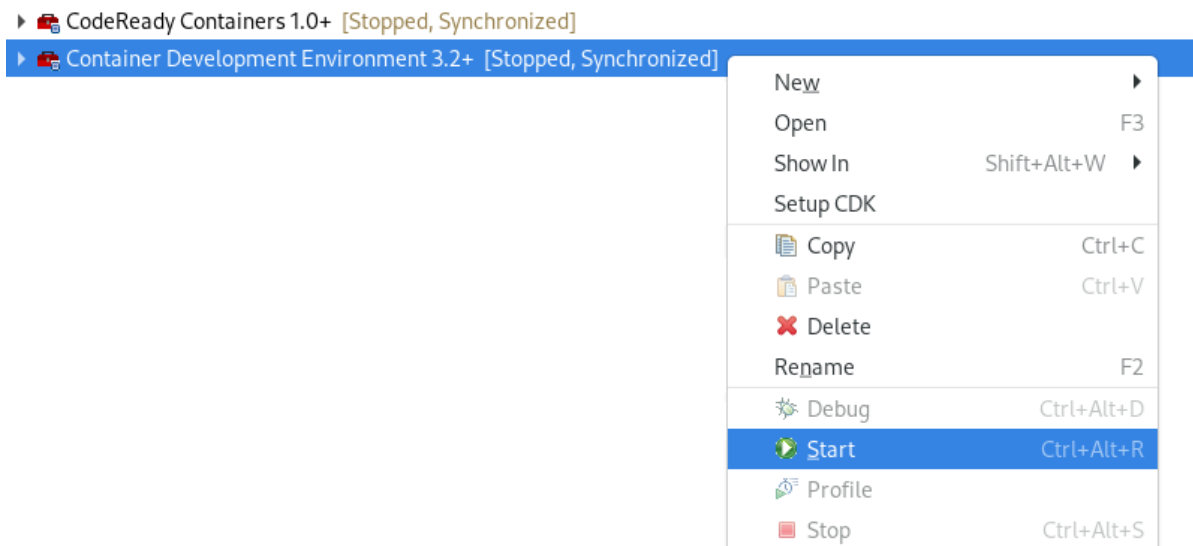 CodeReady Containers 1.0+ [Stopped, Synchronized]
Container Development Environment 3.2+ [Stopped, Synchronized]
New
Open F3
Show In Shift+Alt+W
Setup CDK
Copy Ctrl+C
Paste Ctrl+V
Delete
Rename F2
Debug Ctrl+Alt+D
Start Ctrl+Alt+R
Profile
Stop Ctrl+Alt+S